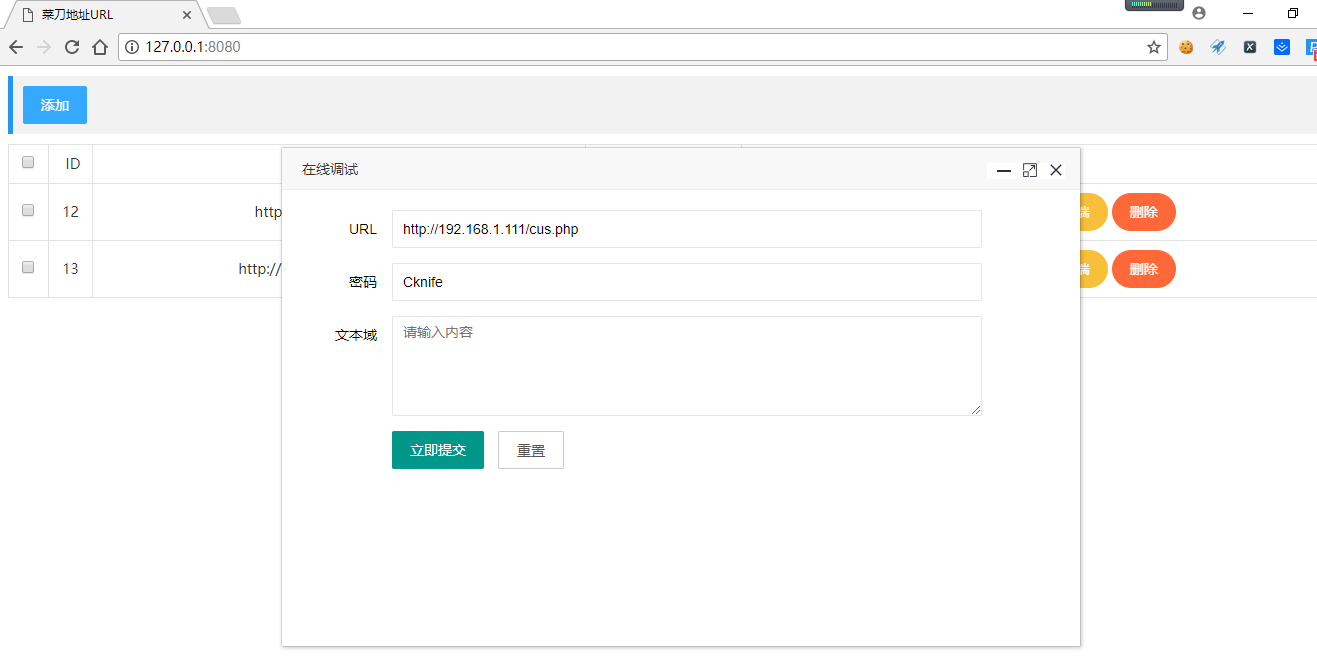 菜刀地址URL
127.0.0.1:8080
添加
ID
在线调试
12
http
URL
http://192.168.1.111/cus.php
端
删除
13
http://
密码
Cknife
端
删除
文本域
请输入内容
立即提交
重置